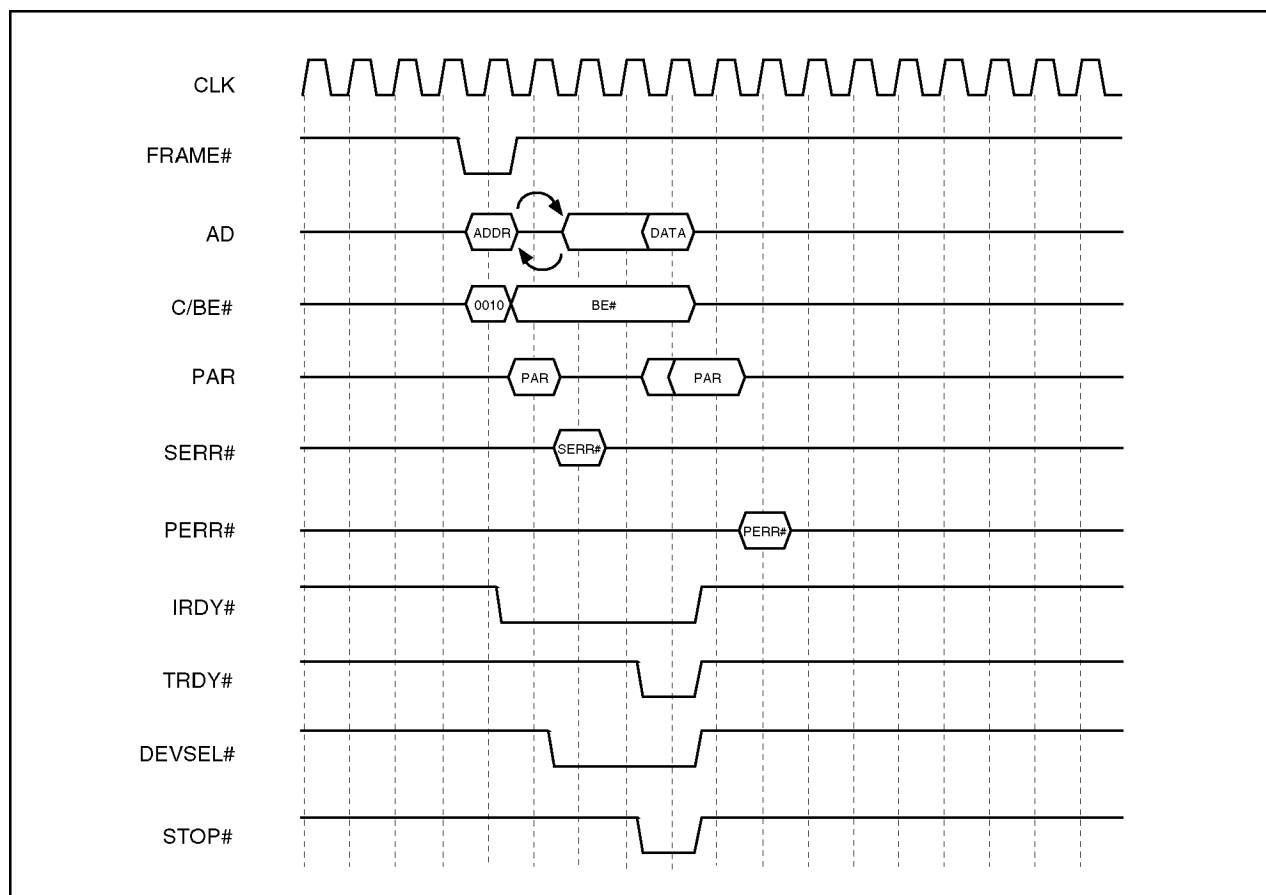 CLK
FRAME#
AD
ADDR
DATA
C/BE#
0010
BE#
PAR
PAR
PAR
SERR#
SERR#
PERR#
PERR#
IRDY#
TRDY#
DEVSEL#
STOP#